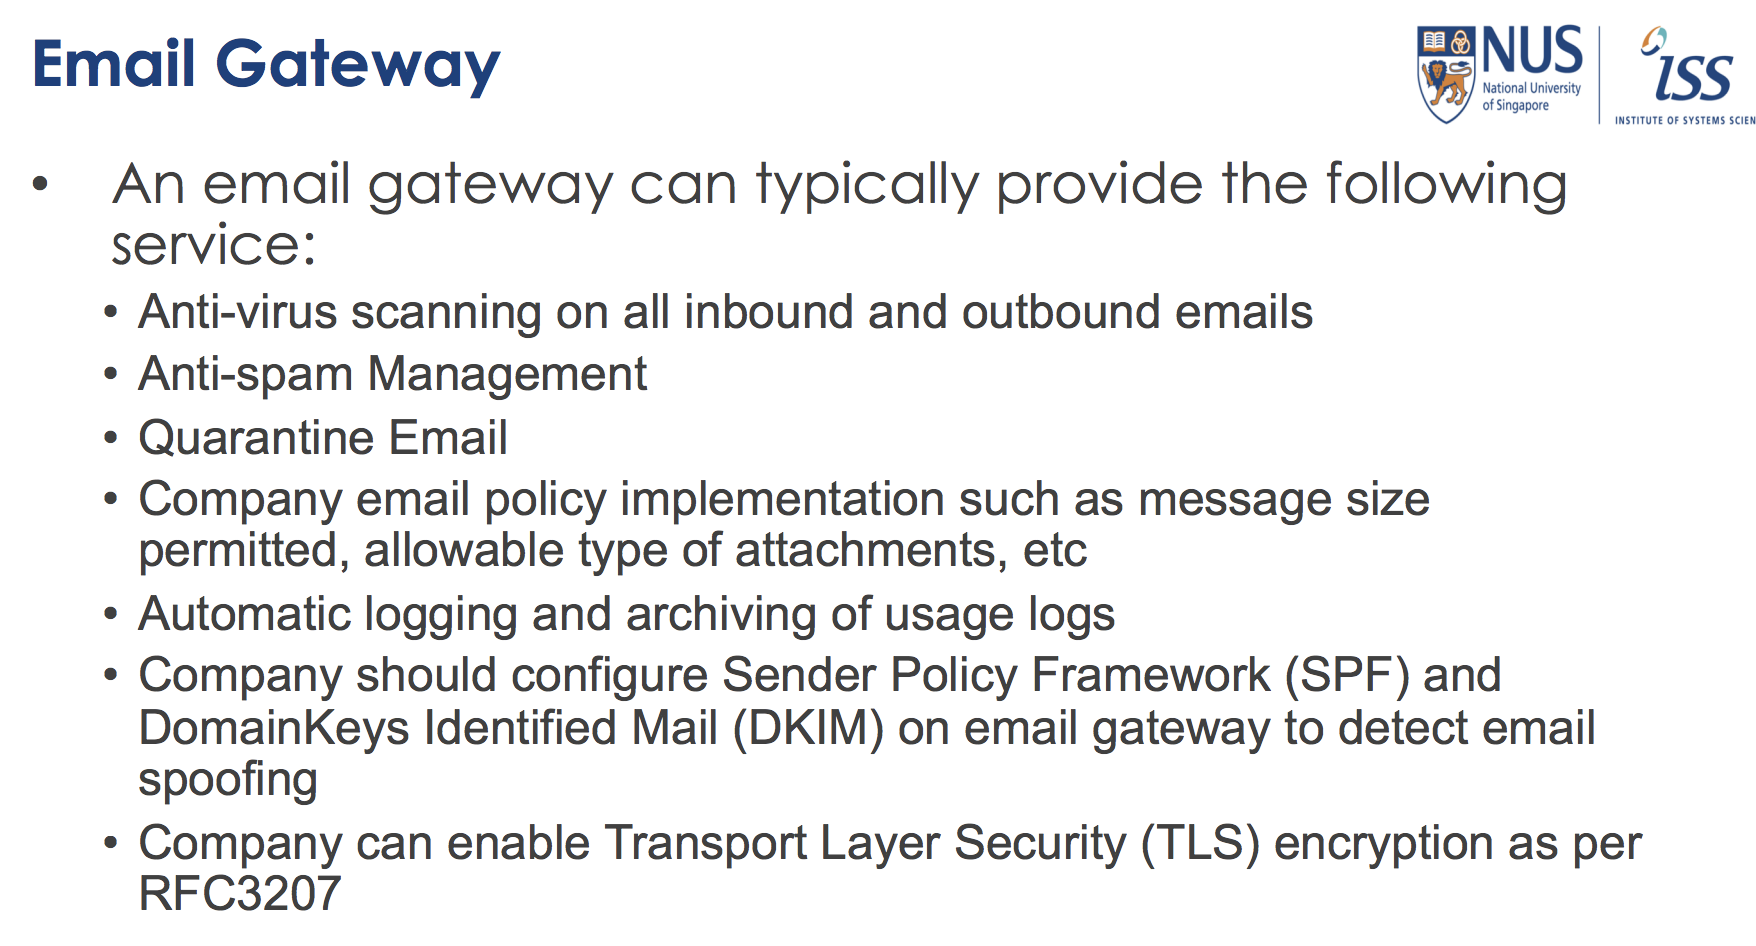 Email Gateway
NUS
National University
of Singapore
ISS
INSTITUTE OF SYSTEMS SCIEN
• An email gateway can typically provide the following
service:
• Anti-virus scanning on all inbound and outbound emails
• Anti-spam Management
• Quarantine Email
• Company email policy implementation such as message size
permitted, allowable type of attachments, etc
• Automatic logging and archiving of usage logs
• Company should configure Sender Policy Framework (SPF) and
DomainKeys Identified Mail (DKIM) on email gateway to detect email
spoofing
• Company can enable Transport Layer Security (TLS) encryption as per
RFC3207